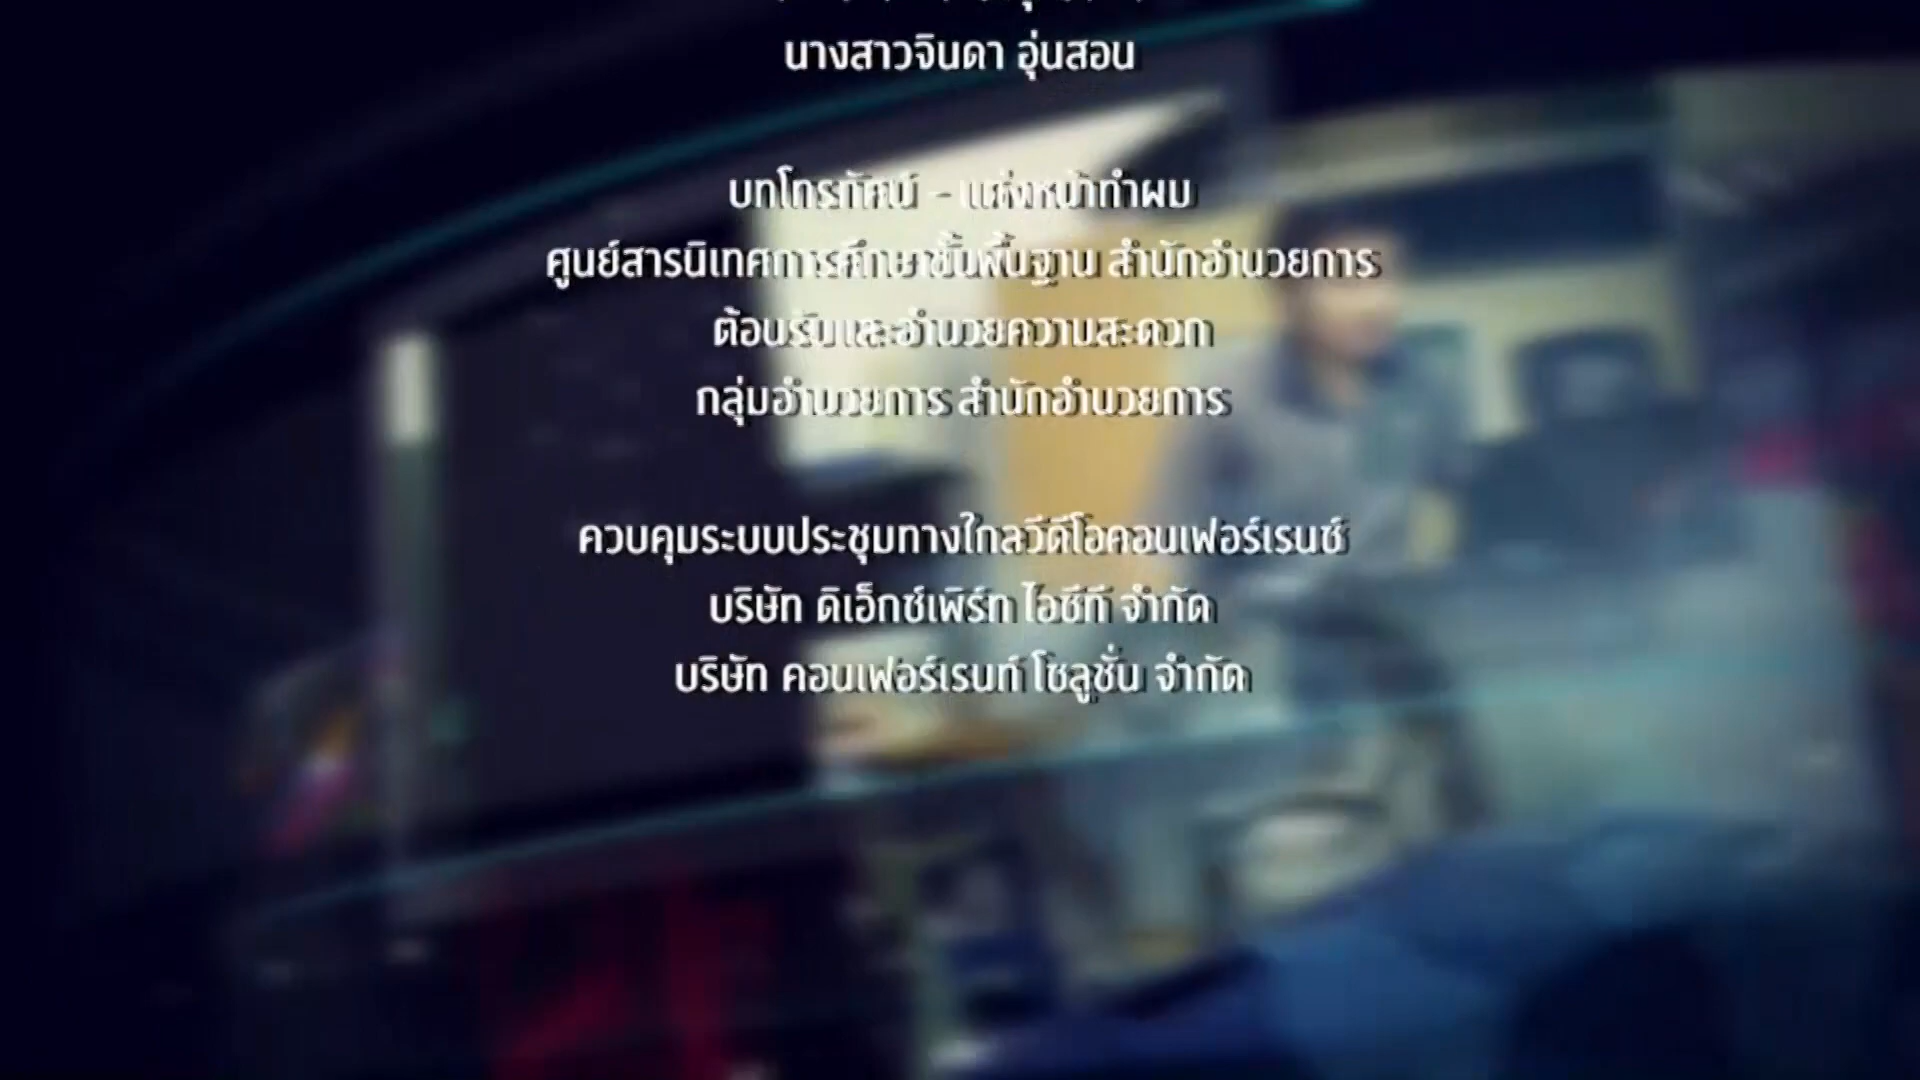 นางสาวจินดา อุ่นสอน
บทโทรทัศน์ - แต่งหน้าทำผม
ศูนย์สารนิเทศการศึกษาขั้นพื้นฐาน สำนักอำนวยการ
ต้อนรับและอำนวยความสะดวก
กลุ่มอำนวยการ สำนักอำนวยการ
ควบคุมระบบประชุมทางใกลวีดีโอคอนเฟอร์เรนซ์
บริษัท ดิเอ็กซ์เพิร์ท ไอซีที จำกัด
บริษัท คอนเฟอร์เรนท์ โซลูชั่น จำกัด